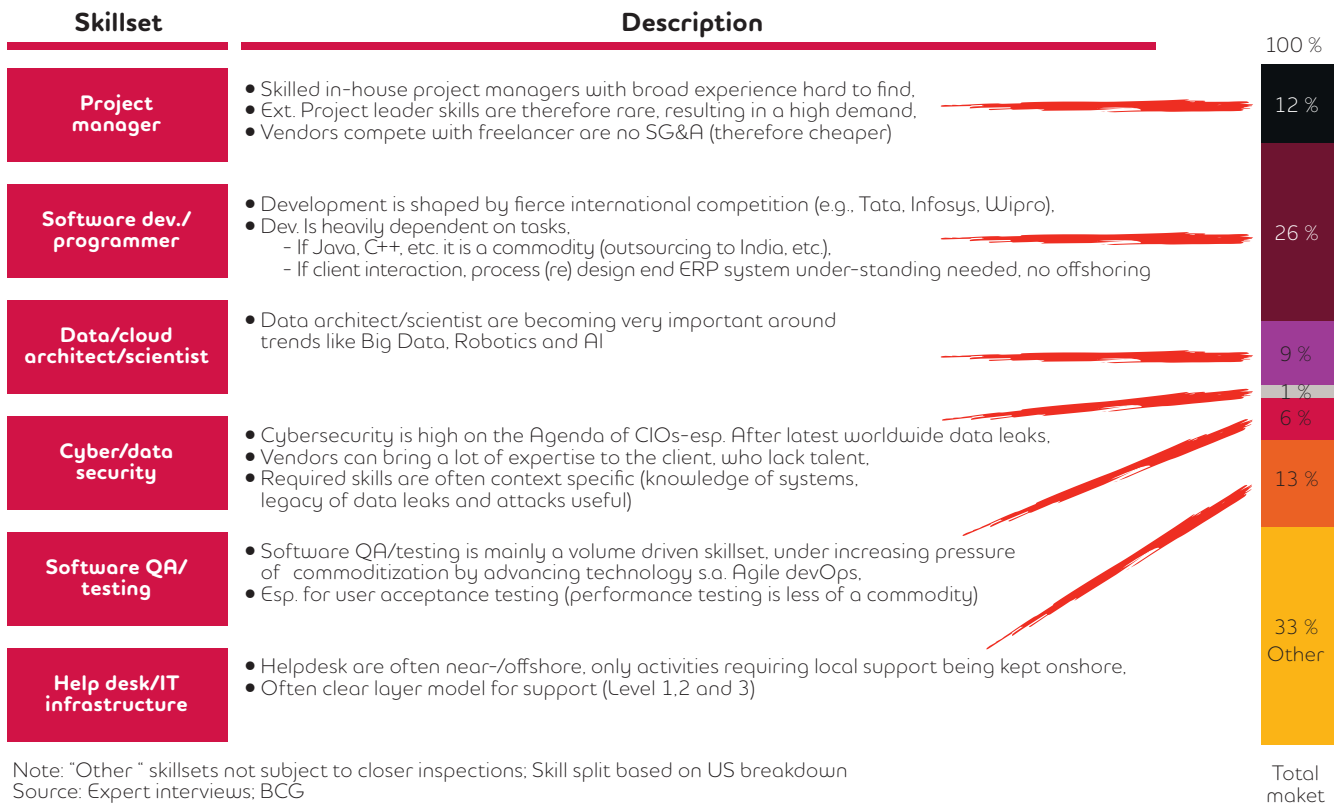 Skillset
Description
100 %
Project
manager
• Skilled in-house project managers with broad experience hard to find,
• Ext. Project leader skills are therefore rare, resulting in a high demand,
• Vendors compete with freelancer are no SG&A (therefore cheaper)
12 %
Software dev./
programmer
• Development is shaped by fierce international competition (e.g., Tata, Infosys, Wipro),
• Dev. Is heavily dependent on tasks,
- If Java, C++, etc. it is a commodity (outsourcing to India, etc.),
- If client interaction, process (re) design end ERP system under-standing needed, no offshoring
26 %
Data/cloud
architect/scientist
• Data architect/scientist are becoming very important around
trends like Big Data, Robotics and AI
9 %
1 %
Cyber/data
security
• Cybersecurity is high on the Agenda of CIOs-esp. After latest worldwide data leaks,
• Vendors can bring a lot of expertise to the client, who lack talent,
• Required skills are often context specific (knowledge of systems,
legacy of data leaks and attacks useful)
6 %
13 %
Software QA/
testing
• Software QA/testing is mainly a volume driven skillset, under increasing pressure
of commoditization by advancing technology s.a. Agile devOps,
• Esp. for user acceptance testing (performance testing is less of a commodity)
33 %
Other
Help desk/IT
infrastructure
• Helpdesk are often near-/offshore, only activities requiring local support being kept onshore,
• Often clear layer model for support (Level 1,2 and 3)
Note: "Other " skillsets not subject to closer inspections; Skill split based on US breakdown
Source: Expert interviews; BCG
Total
maket